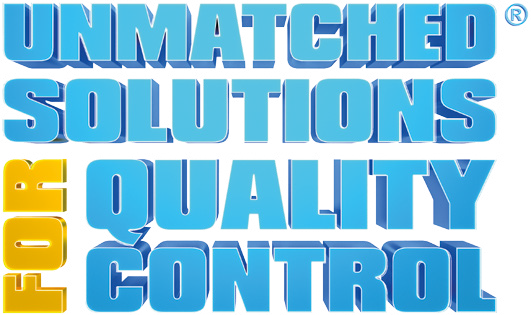 UNMATCHED®
SOLUTIONS
FOR
QUALITY
CONTROL